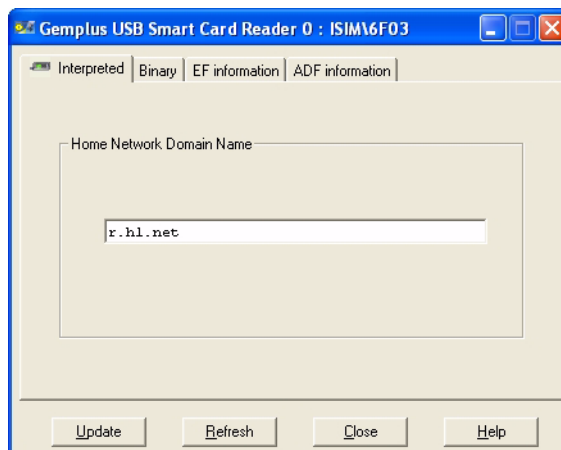 Gemplus USB Smart Card Reader 0 : ISIM\6F03
Interpreted Binary EF information ADF information
Home Network Domain Name
r.hl.net
Update Refresh Close Help